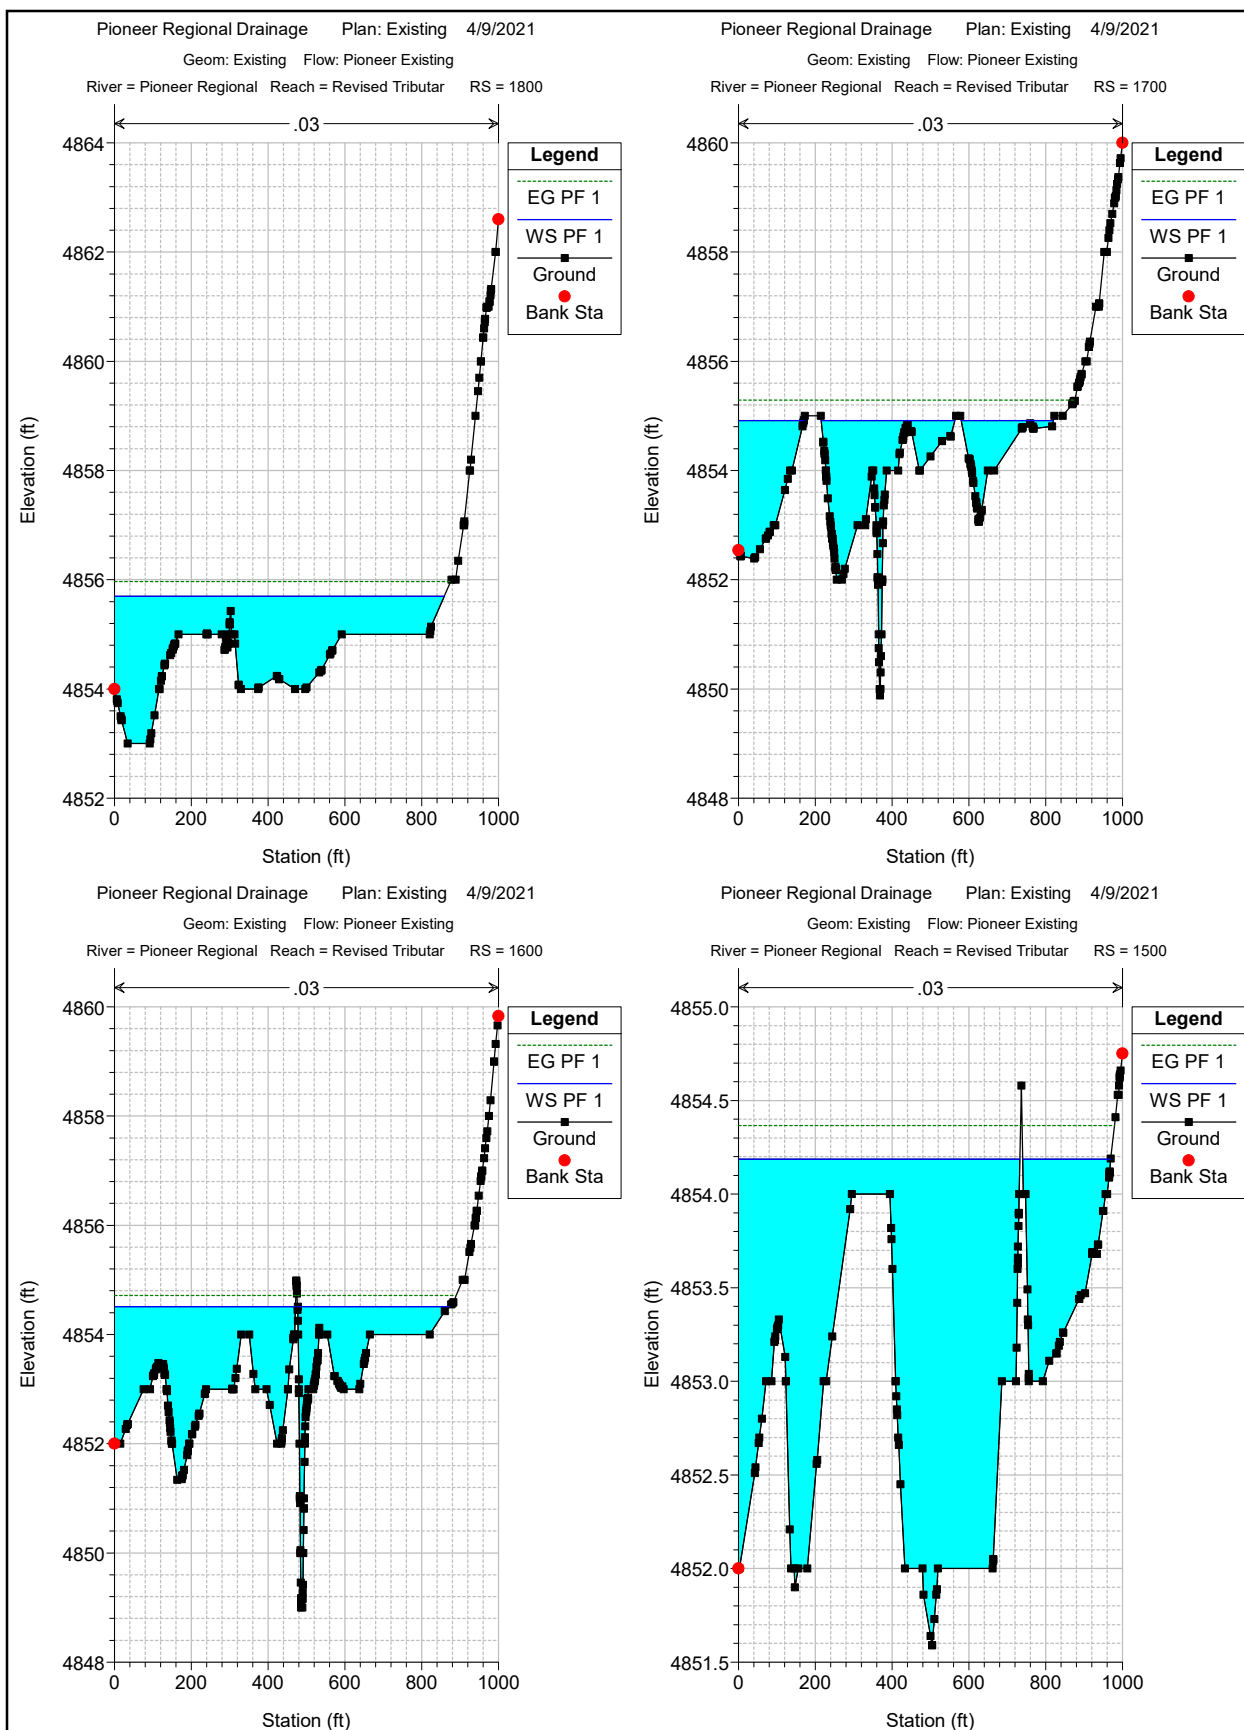 Pioneer Regional Drainage Plan: Existing 4/9/2021
Geom: Existing Flow: Pioneer Existing
River = Pioneer Regional Reach = Revised Tributar RS = 1800
.03
4864
4862
4860
4858
4856
4854
4852
Elevation (ft)
0 200 400 600 800 1000
Station (ft)
Legend
EG PF 1
WS PF 1
Ground
Bank Sta
Pioneer Regional Drainage Plan: Existing 4/9/2021
Geom: Existing Flow: Pioneer Existing
River = Pioneer Regional Reach = Revised Tributar RS = 1700
.03
4860
4858
4856
4854
4852
4850
4848
Elevation (ft)
0 200 400 600 800 1000
Station (ft)
Legend
EG PF 1
WS PF 1
Ground
Bank Sta
Pioneer Regional Drainage Plan: Existing 4/9/2021
Geom: Existing Flow: Pioneer Existing
River = Pioneer Regional Reach = Revised Tributar RS = 1600
.03
4860
4858
4856
4854
4852
4850
4848
Elevation (ft)
0 200 400 600 800 1000
Station (ft)
Legend
EG PF 1
WS PF 1
Ground
Bank Sta
Pioneer Regional Drainage Plan: Existing 4/9/2021
Geom: Existing Flow: Pioneer Existing
River = Pioneer Regional Reach = Revised Tributar RS = 1500
.03
4855.0
4854.5
4854.0
4853.5
4853.0
4852.5
4852.0
4851.5
Elevation (ft)
0 200 400 600 800 1000
Station (ft)
Legend
EG PF 1
WS PF 1
Ground
Bank Sta